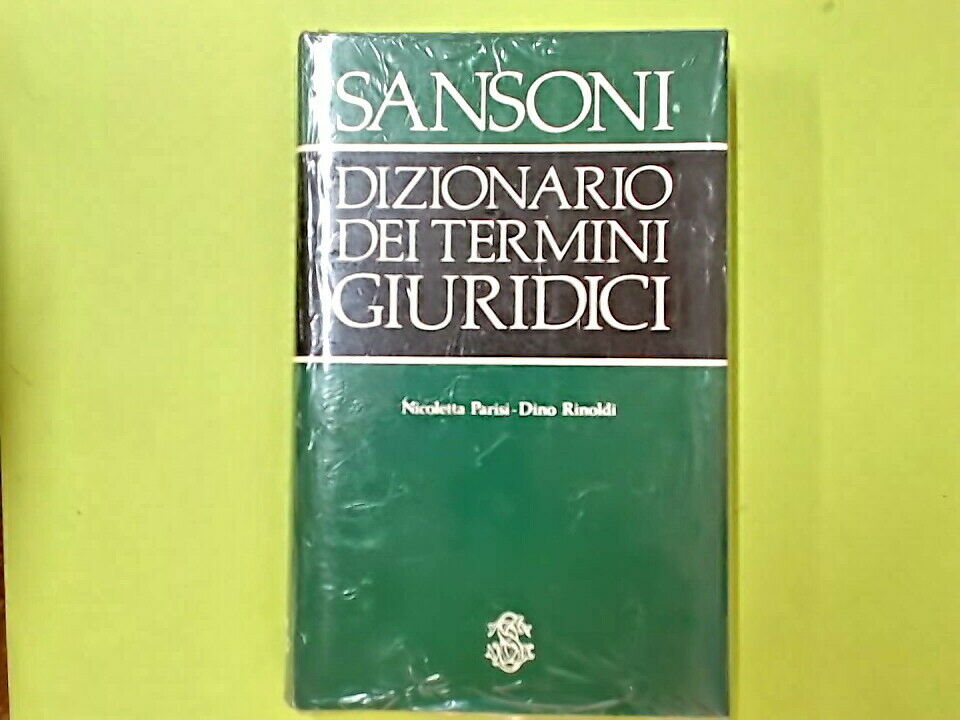 SANSONI
DIZIONARIO
DEI TERMINI
GIURIDICI
Nicoletta Parisi - Dino Rinoldi